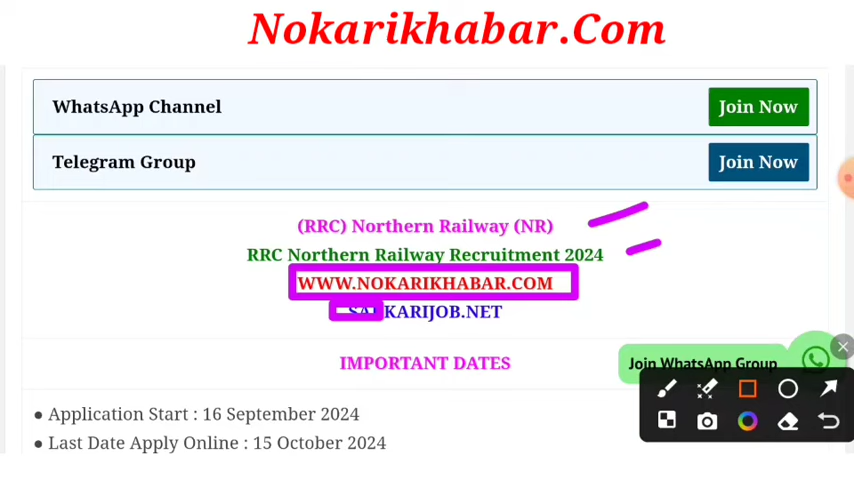 Nokarikhabar.Com
WhatsApp Channel Join Now
Telegram Group Join Now
(RRC) Northern Railway (NR)
RRC Northern Railway Recruitment 2024
WWW.NOKARIKHABAR.COM
SARKARIJOB.NET
IMPORTANT DATES
Join WhatsApp Group
● Application Start : 16 September 2024
● Last Date Apply Online : 15 October 2024